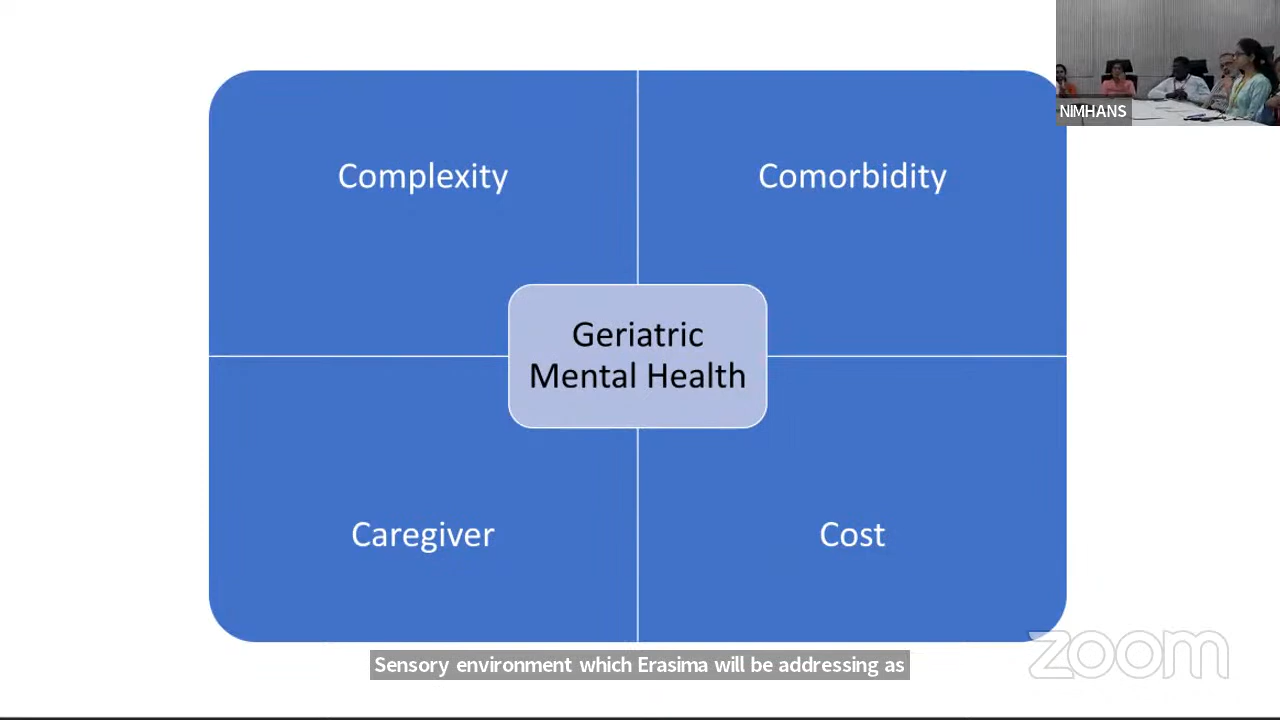 NIMHANS
Complexity
Comorbidity
Geriatric
Mental Health
Caregiver
Cost
Sensory environment which Erasima will be addressing as
zoom